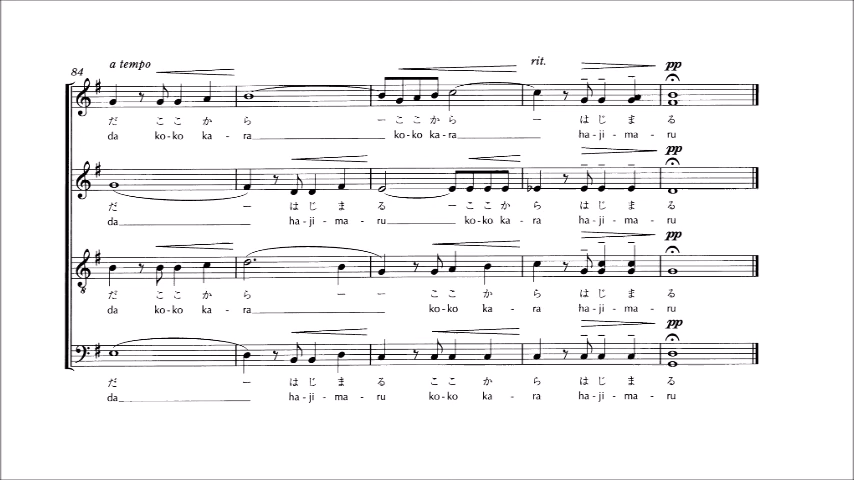 a tempo
rit.
pp
84
だ ここ から ー ここから ー はじ ま る
da ko-ko ka - ra ko-ko ka-ra ha-ji-ma - ru
pp
だ ー はじ ま る ーここ か ら はじ ま る
da ha-ji-ma - ru ko-ko ka - ra ha-ji-ma - ru
pp
だ ここ か ら ー ー ここ か ら はじ ま る
da ko-ko ka - ra ko-ko ka - ra ha-ji-ma - ru
pp
だ ー はじ ま る ここ か ら はじ ま る
da ha-ji-ma - ru ko-ko ka - ra ha-ji-ma - ru